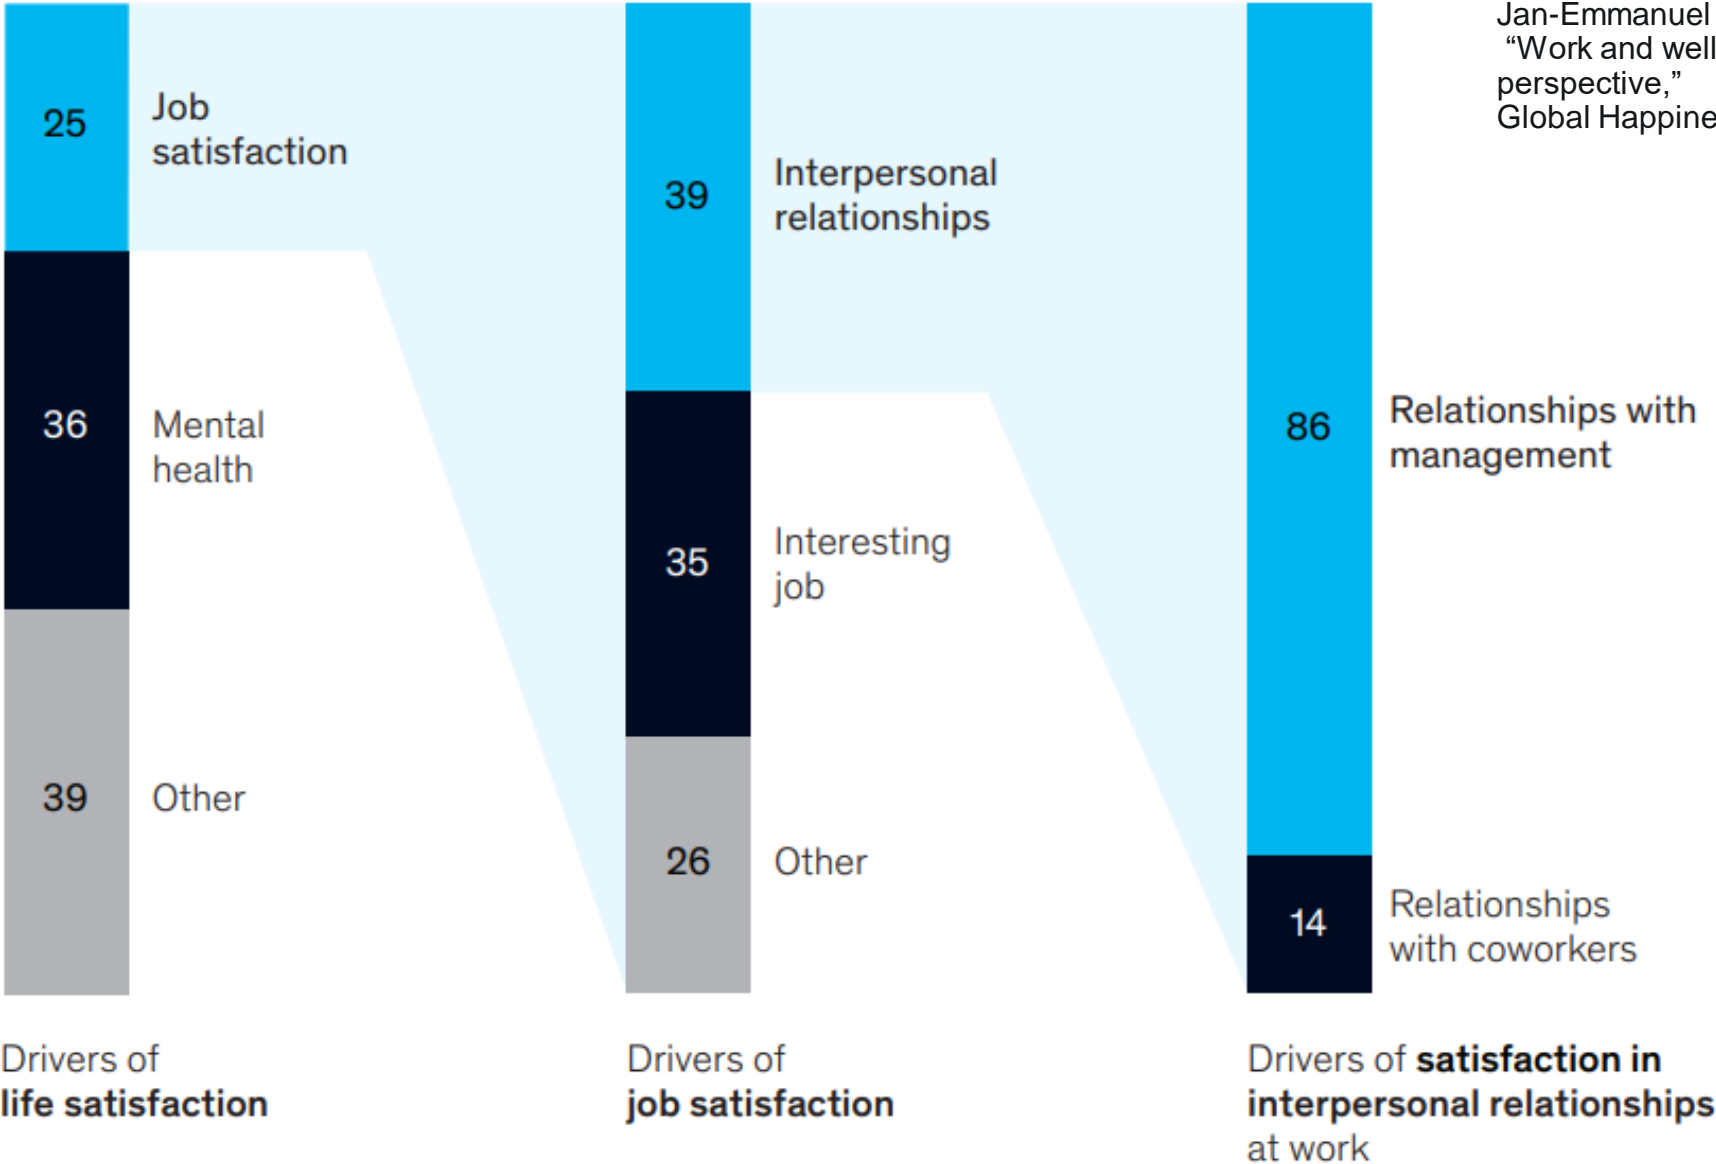 25
Job
satisfaction
36
Mental
health
39
Other
Drivers of
life satisfaction
39
Interpersonal
relationships
35
Interesting
job
26
Other
Drivers of
job satisfaction
86
Relationships with
management
14
Relationships
with coworkers
Drivers of satisfaction in
interpersonal relationships
at work
Jan-Emmanuel
“Work and well
perspective,”
Global Happine